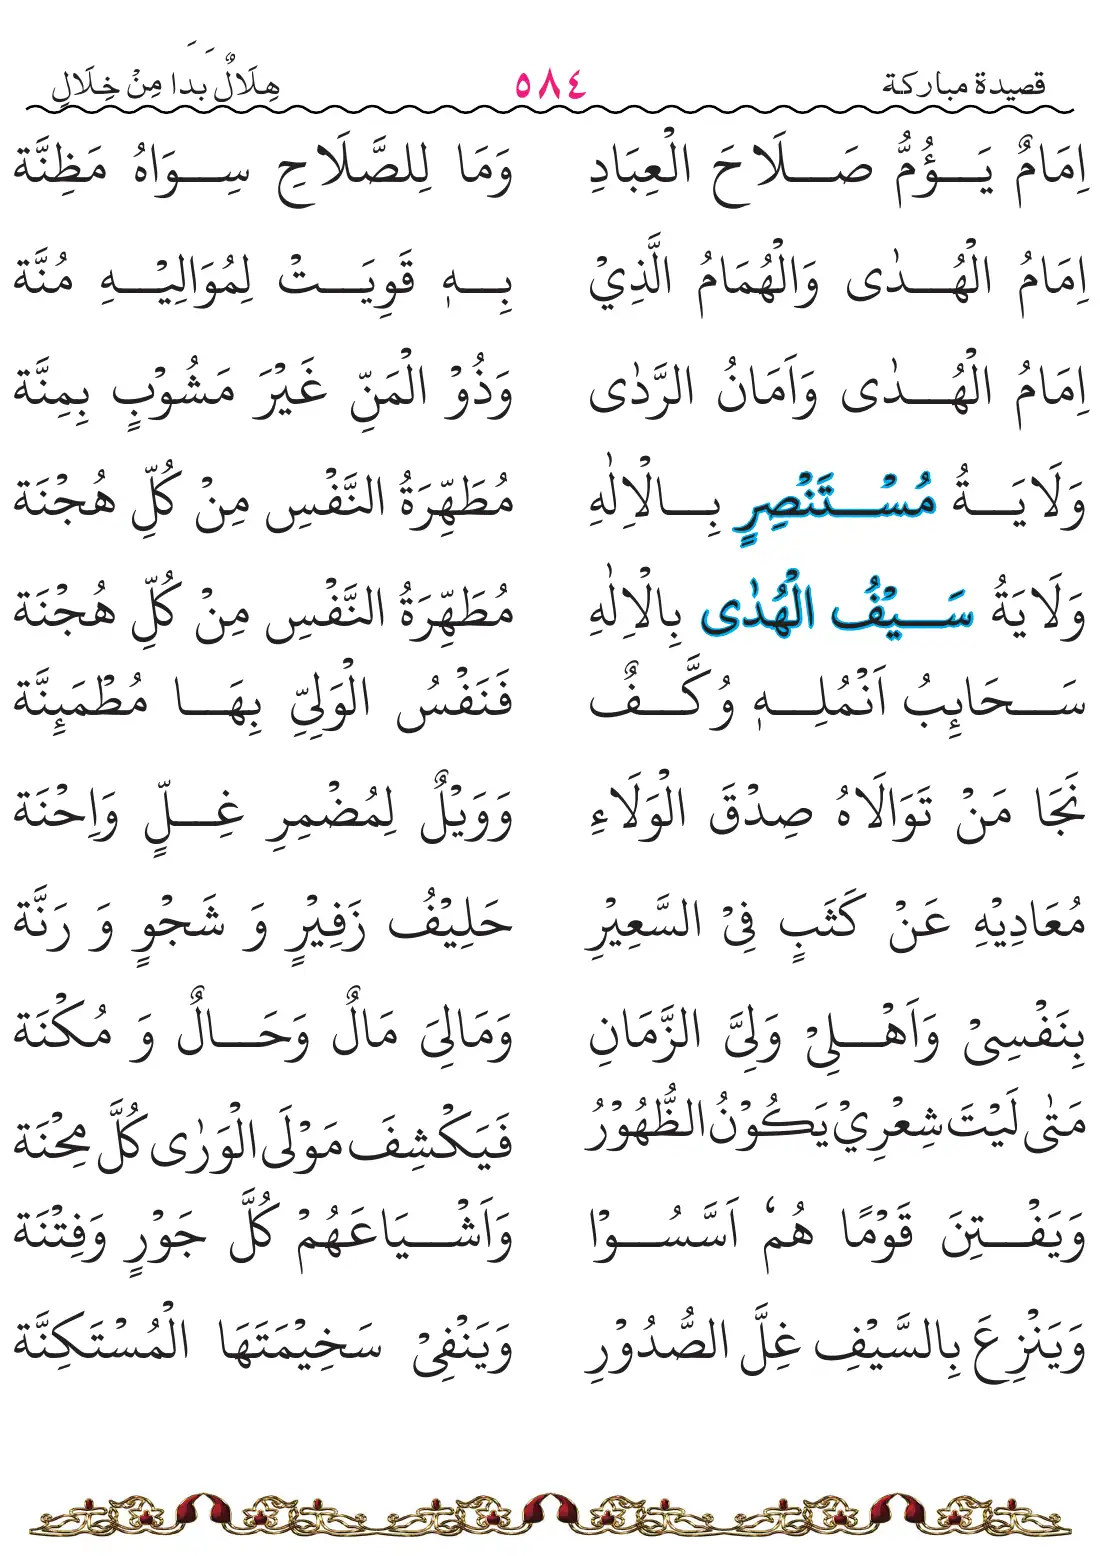 قصيدة مباركة ٥٨٤ هِلَالٌ بَدَا مِنْ خِلَالِ
اِمَامٌ يَــؤُمُّ صَــلَاحَ الْعِبَادِ وَمَا لِلصَّلَاحِ سِــوَاهُ مَظِنَّة
اِمَامُ الْهُــدٰى وَالْهُمَامُ الَّذِيْ بِــهٖ قَوِيَــتْ لِمُوَالِيْــهِ مُنَّة
اِمَامُ الْهُــدٰى وَاَمَانُ الرَّدٰى وَذُوْ الْمَنِّ غَيْرَ مَشُوْبٍ بِمِنَّة
وَلَايَــةُ مُسْــتَنْصِرٍ بِــالْاِلٰهِ مُطَهِّرَةُ النَّفْسِ مِنْ كُلِّ هُجْنَة
وَلَايَةُ سَــيْفُ الْهُدٰى بِالْاِلٰهِ مُطَهِّرَةُ النَّفْسِ مِنْ كُلِّ هُجْنَة
سَــحَايِٕبُ اَنْمُلِــهٖ وُكَّــفٌ فَنَفْسُ الْوَلِيِّ بِهَــا مُطْمَيِٕنَّة
نَجَا مَنْ تَوَالَاهُ صِدْقَ الْوَلَاءِ وَوَيْلٌ لِمُضْمِرِ غِــلٍّ وَاِحْنَة
مُعَادِيْهِ عَنْ كَثَبٍ فِيْ السَّعِيْرِ حَلِيْفُ زَفِيْرٍ وَ شَجْوٍ وَ رَنَّة
بِنَفْسِيْ وَاَهْــلِيْ وَلِيَّ الزَّمَانِ وَمَالِيَ مَالٌ وَحَــالٌ وَ مُكْنَة
مَتٰى لَيْتَ شِعْرِيْ يَكُوْنُ الظُّهُوْرُ فَيَكْشِفَ مَوْلَى الْوَرٰى كُلَّ مِحْنَة
وَيَفْــتِنَ قَوْمًا هُمْ اَسَّسُــوْا وَاَشْــيَاعَهُمْ كُلَّ جَوْرٍ وَفِتْنَة
وَيَنْزِعَ بِالسَّيْفِ غِلَّ الصُّدُوْرِ وَيَنْفِيْ سَخِيْمَتَهَا الْمُسْتَكِنَّة